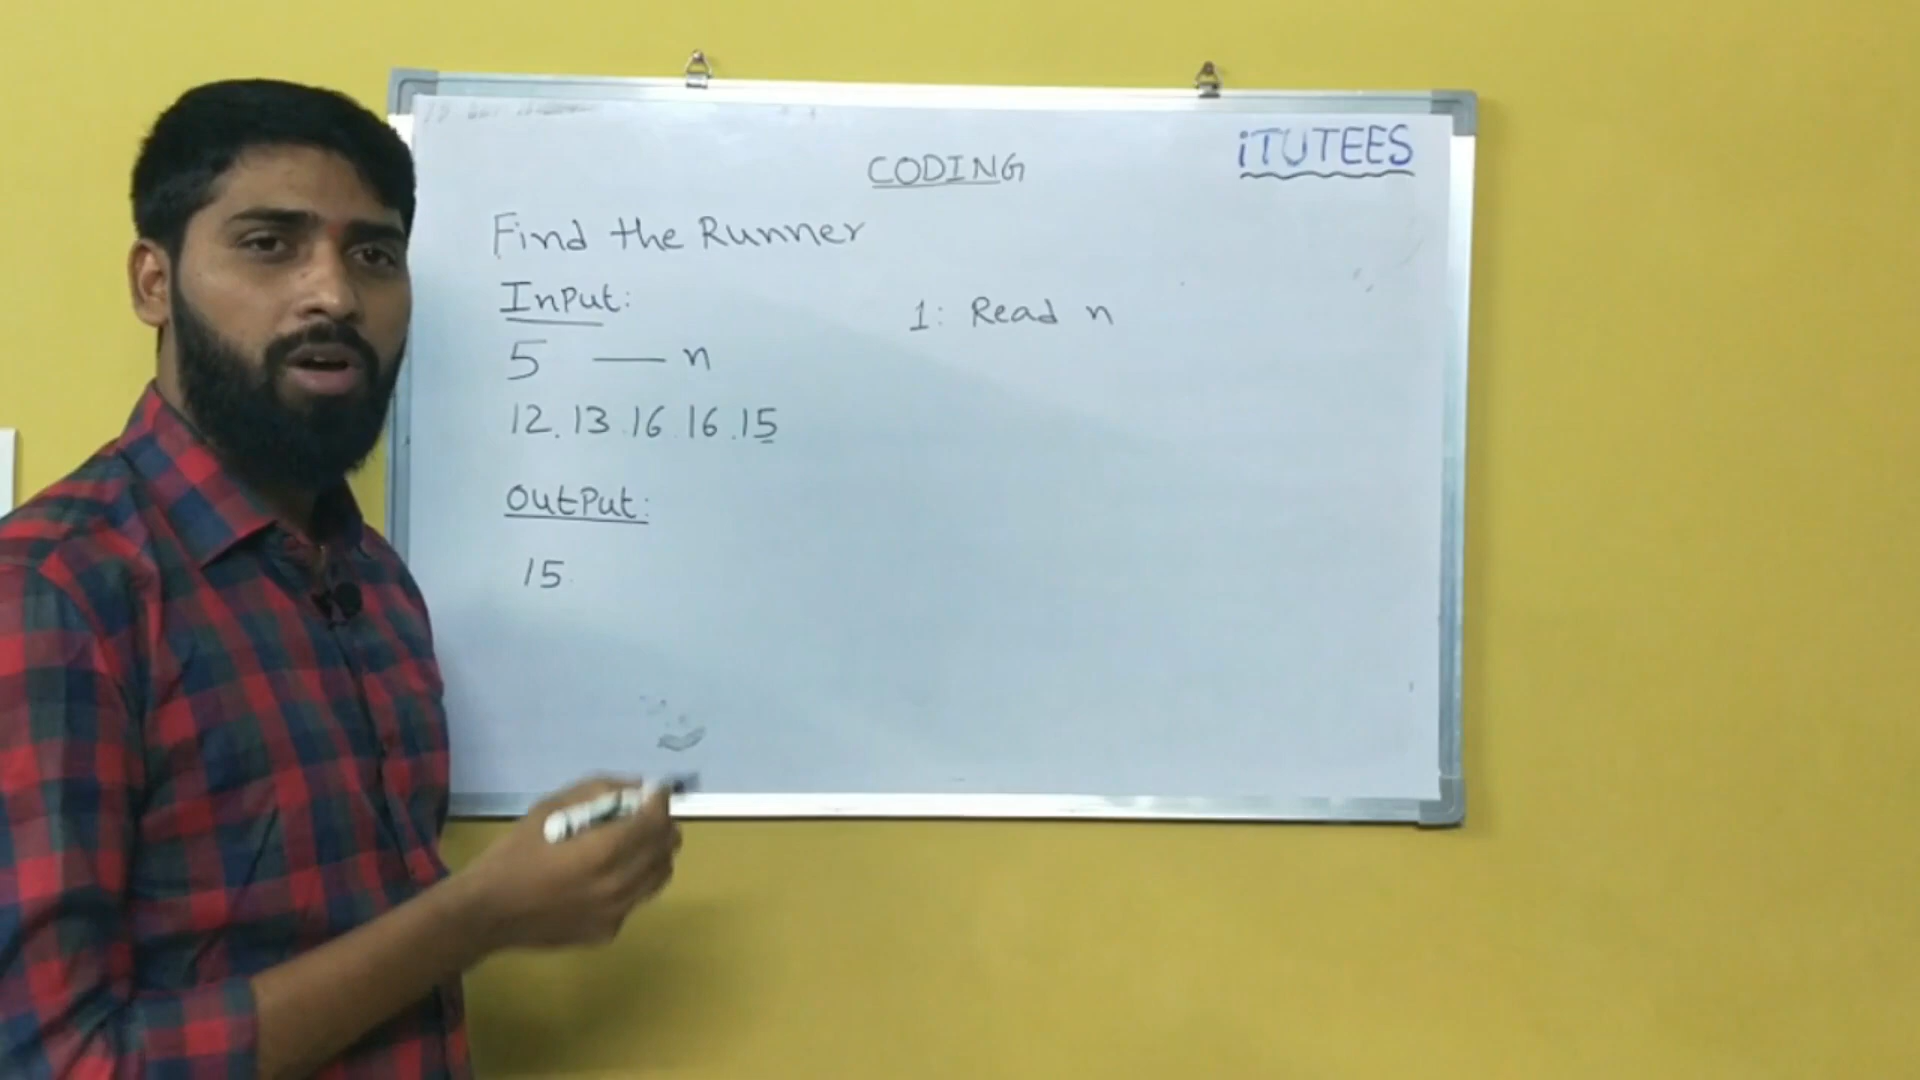 iTUTEES
CODING
Find the Runner
Input:
5 — n
12, 13, 16, 16, 15
Output:
15
1: Read n